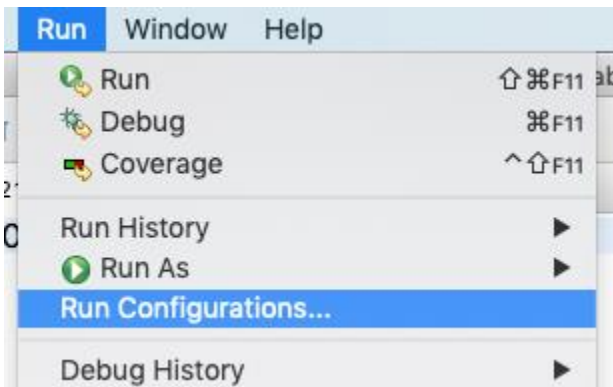 Run Window Help
Run ⇧⌘F11
Debug ⌘F11
Coverage ^⇧F11
Run History ▶
Run As ▶
Run Configurations...
Debug History ▶